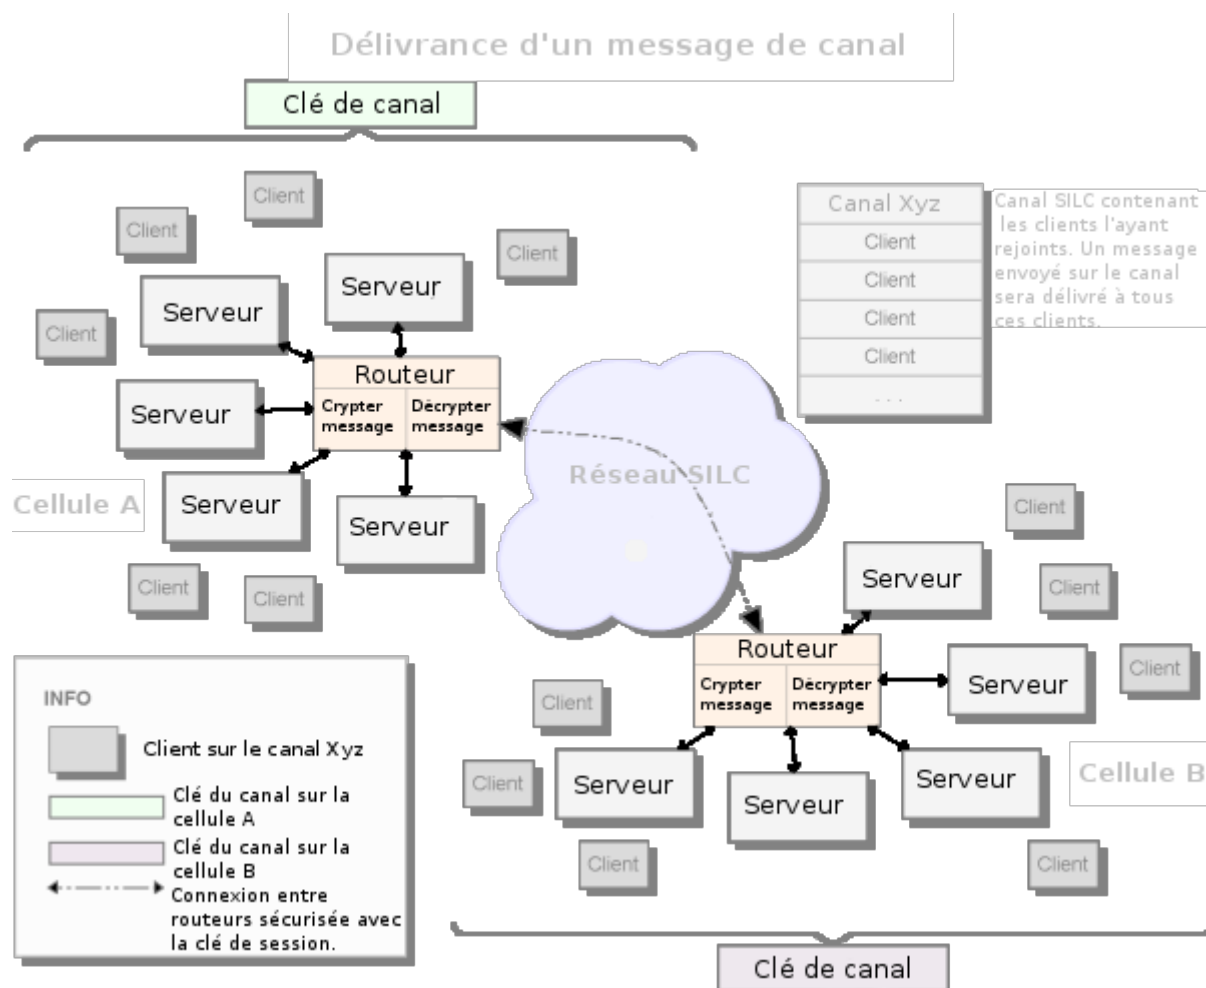 Délivrance d'un message de canal
Clé de canal
Client
Client
Client
Client
Serveur
Serveur
Serveur
Serveur
Serveur
Routeur
Crypter
message
Décrypter
message
Cellule A
Client
Client
Canal Xyz
Client
Client
Client
Client
. . .
Canal SILC contenant
les clients l'ayant
rejoints. Un message
envoyé sur le canal
sera délivré à tous
ces clients.
Réseau SILC
Client
Client
Client
Serveur
Routeur
Crypter
message
Décrypter
message
Serveur
Client
Client
Serveur
Serveur
Serveur
Cellule B
Client
Client
Clé de canal
INFO
Client sur le canal Xyz
Clé du canal sur la
cellule A
Clé du canal sur la
cellule B
Connexion entre
routeurs sécurisée avec
la clé de session.